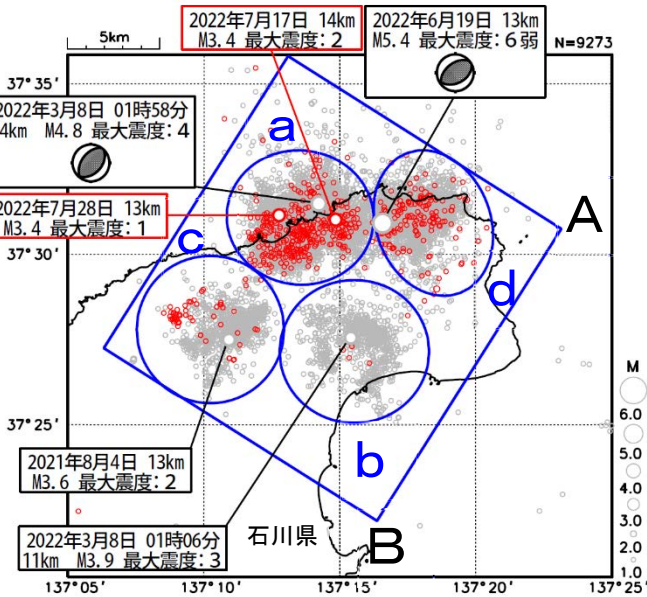 2022年7月17日 14km
M3.4 最大震度:2
2022年6月19日 13km
M5.4 最大震度:6弱
N=9273
5km
37°35′
2022年3月8日 01時58分
4km M4.8 最大震度:4
a
2022年7月28日 13km
M3.4 最大震度:1
A
37°30′
c
d
37°25′
2021年8月4日 13km
M3.6 最大震度:2
b
2022年3月8日 01時06分
11km M3.9 最大震度:3
石川県
B
M
6.0
5.0
4.0
3.0
2.0
1.0
137°05′
137°10′
137°15′
137°20′
137°25′